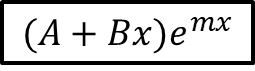 (A + Bx)e^{mx}